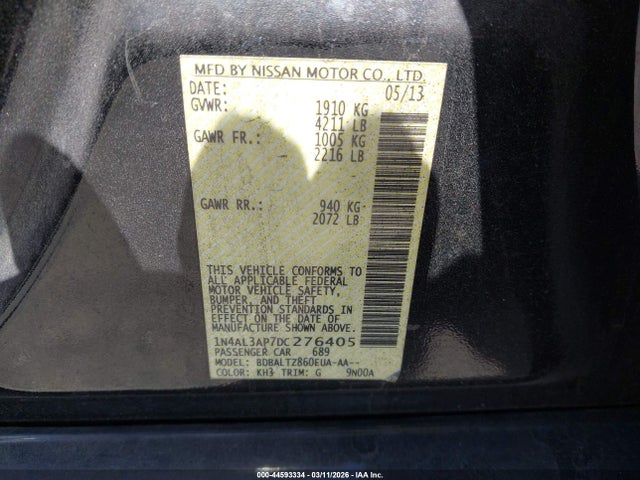 MFD BY NISSAN MOTOR CO., LTD.
DATE: 05/13
GVWR: 1910 KG
4211 LB
GAWR FR.: 1005 KG
2216 LB
GAWR RR.: 940 KG
2072 LB
THIS VEHICLE CONFORMS TO
ALL APPLICABLE FEDERAL
MOTOR VEHICLE SAFETY,
BUMPER, AND THEFT
PREVENTION STANDARDS IN
EFFECT ON THE DATE OF
MANUFACTURE SHOWN ABOVE.
1N4AL3AP7DC276405
PASSENGER CAR 689
MODEL: BDBALTZ860EUA-AA--
COLOR: KH3 TRIM: G 9N00A
000-44593334 - 03/11/2026 - IAA Inc.